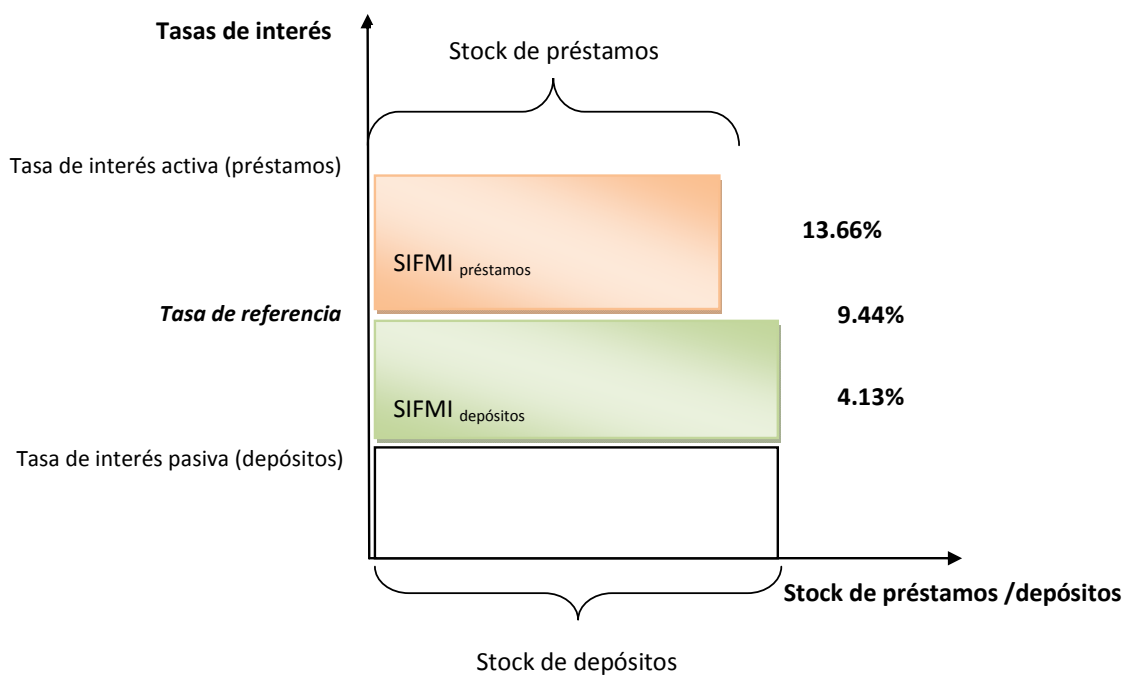 Tasas de interés
Stock de préstamos
Tasa de interés activa (préstamos)
13.66%
SIFMI préstamos
Tasa de referencia
9.44%
4.13%
SIFMI depósitos
Tasa de interés pasiva (depósitos)
Stock de préstamos /depósitos
Stock de depósitos